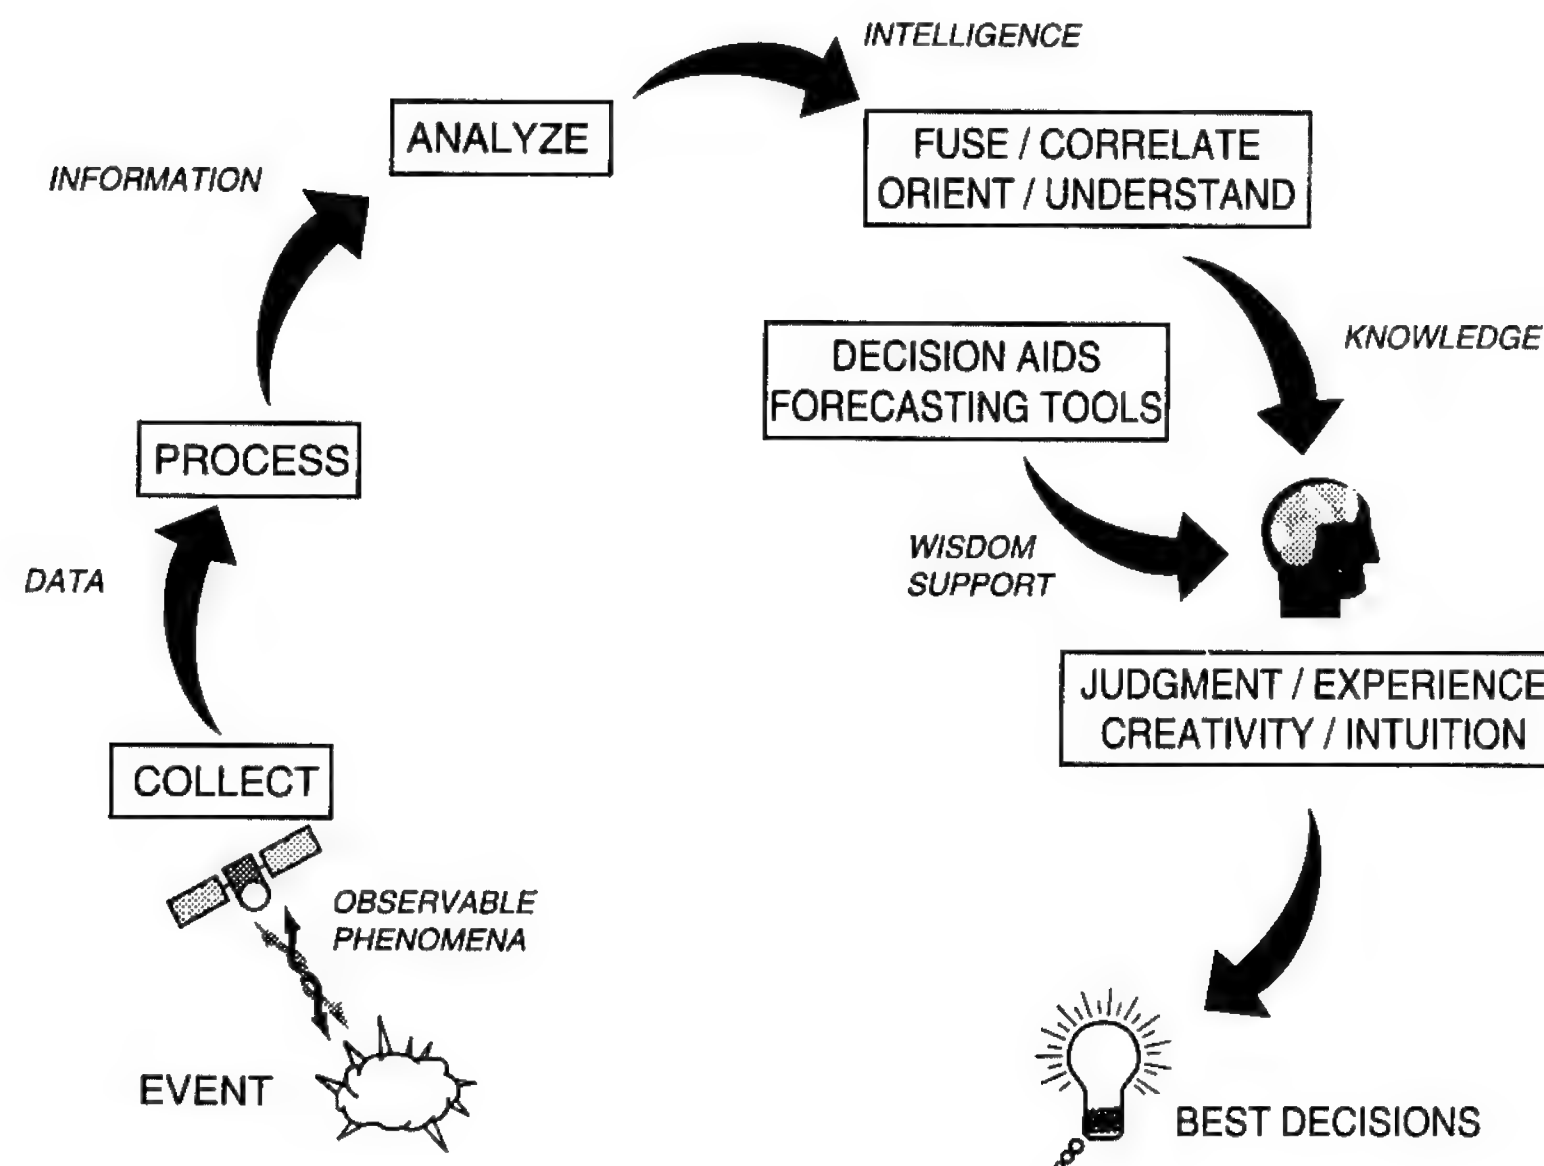 INTELLIGENCE
ANALYZE
FUSE / CORRELATE
ORIENT / UNDERSTAND
INFORMATION
DECISION AIDS
FORECASTING TOOLS
KNOWLEDGE
PROCESS
WISDOM
SUPPORT
DATA
JUDGMENT / EXPERIENCE
CREATIVITY / INTUITION
COLLECT
OBSERVABLE
PHENOMENA
EVENT
BEST DECISIONS